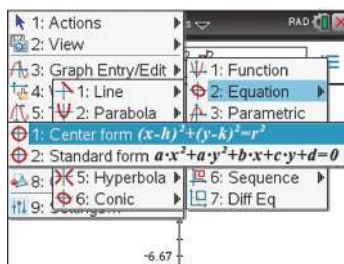 1: Actions
RAD
2: View
3: Graph Entry/Edit
1: Function
4:
1: Line
2: Equation
5:
2: Parabola
3: Parametric
1: Center form (x-h)²+(y-k)²=r²
2: Standard form a·x²+a·y²+b·x+c·y+d=0
8:
5: Hyperbola
6: Sequence
9:
6: Conic
7: Diff Eq
-6.67